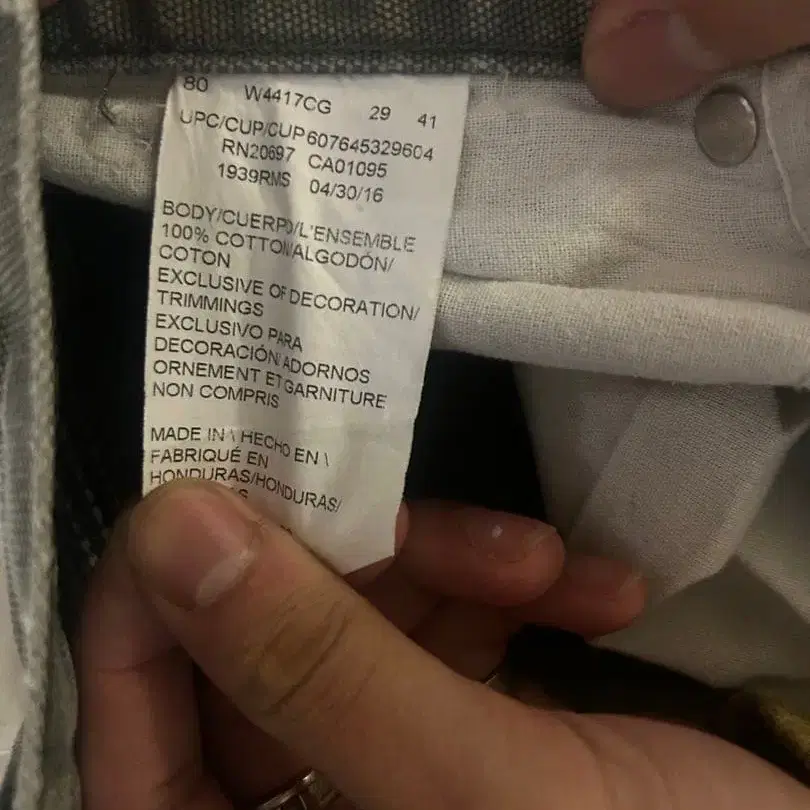 80 W4417CG 29 41
UPC/CUP/CUP 607645329604
RN20697 CA01095
1939RMS 04/30/16
BODY/CUERPO/L'ENSEMBLE
100% COTTON/ALGODÓN/
COTON
EXCLUSIVE OF DECORATION/
TRIMMINGS
EXCLUSIVO PARA
DECORACIÓN/ADORNOS
ORNEMENT ET GARNITURE
NON COMPRIS
MADE IN \ HECHO EN \
FABRIQUÉ EN
HONDURAS/HONDURAS/